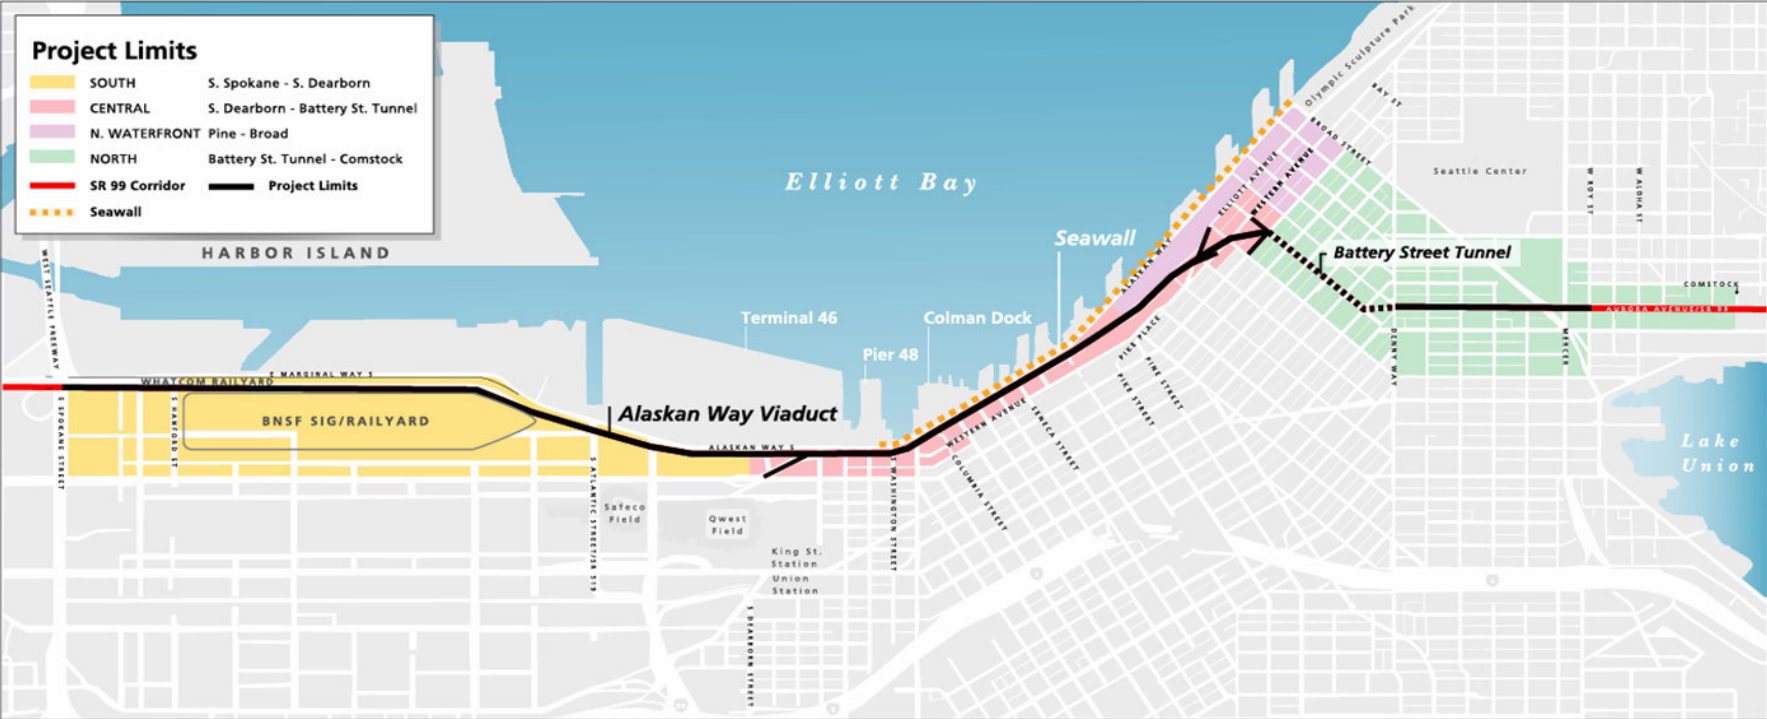 Project Limits
SOUTH S. Spokane - S. Dearborn
CENTRAL S. Dearborn - Battery St. Tunnel
N. WATERFRONT Pine - Broad
NORTH Battery St. Tunnel - Comstock
SR 99 Corridor Project Limits
Seawall
HARBOR ISLAND
WEST SEATTLE FREEWAY
Elliott Bay
Olympic Sculpture Park
BAY ST
BROAD STREET
ELLIOTT AVENUE
WESTERN AVENUE
Seattle Center
W ROY ST
W ALOHA ST
Seawall
ALASKAN WAY
Battery Street Tunnel
COMSTOCK
AURORA AVENUE/SR 99
Terminal 46
Colman Dock
Pier 48
PIKE PLACE
PINE STREET
PIKE STREET
DENNY WAY
MERCER
E MARGINAL WAY S
WHATCOM RAILYARD
BNSF SIG/RAILYARD
S SPOKANE STREET
S HANFORD ST
Alaskan Way Viaduct
ALASKAN WAY S
WESTERN AVENUE
SENECA STREET
COLUMBIA STREET
S WASHINGTON STREET
S ATLANTIC STREET/SR 519
Safeco
Field
Qwest
Field
King St.
Station
Union
Station
S DEARBORN STREET
Lake
Union